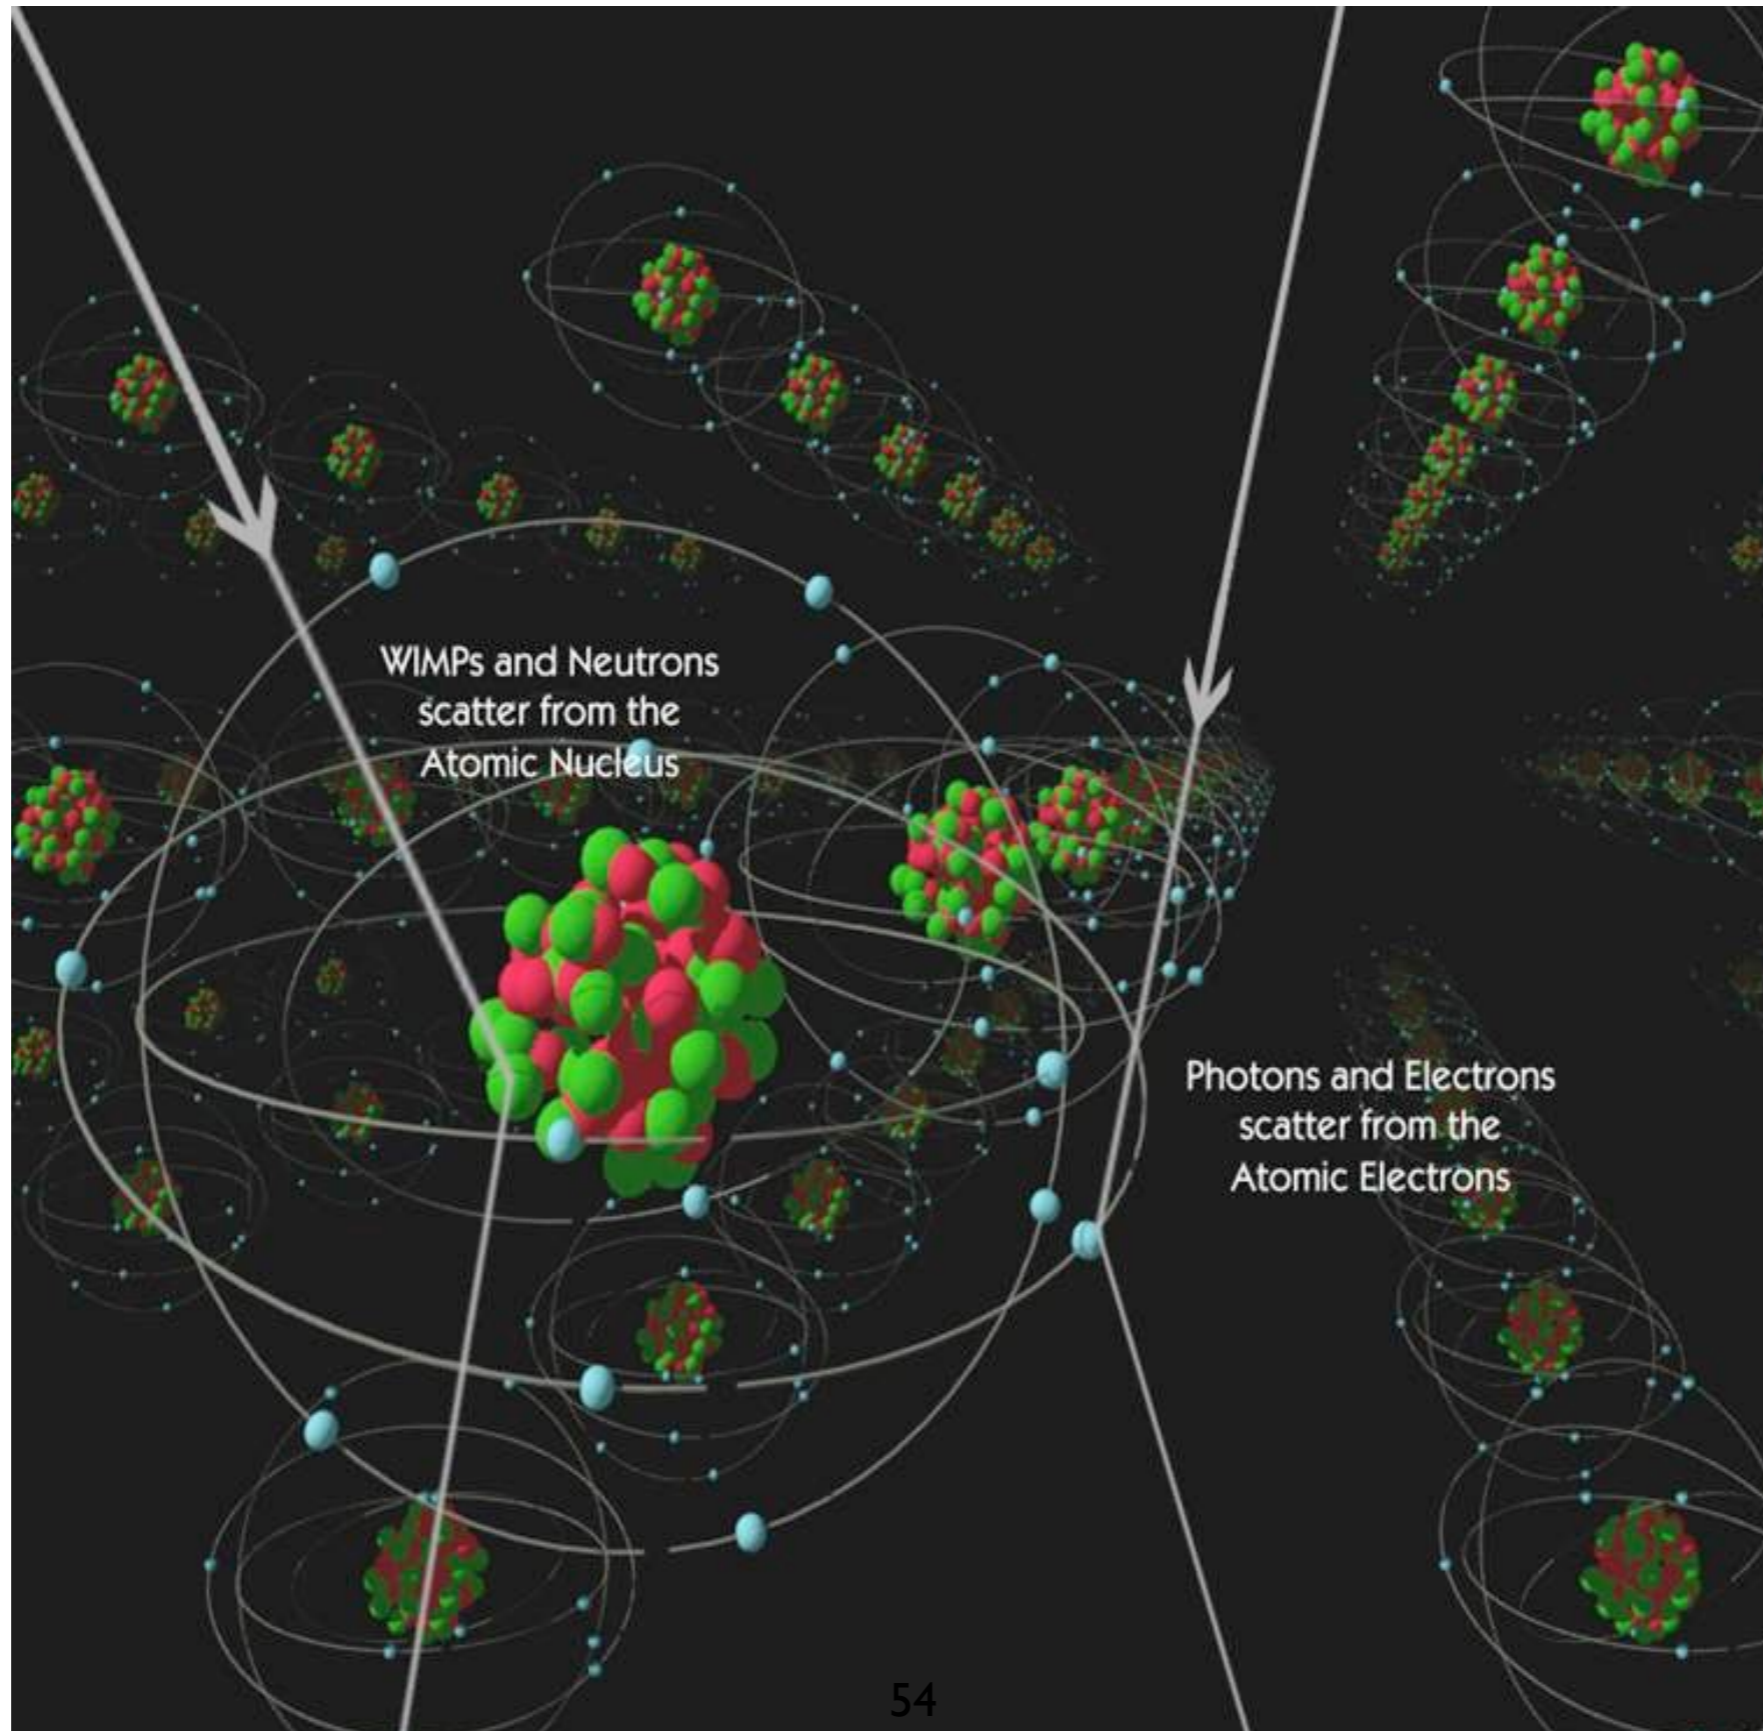 WIMPs and Neutrons
scatter from the
Atomic Nucleus
Photons and Electrons
scatter from the
Atomic Electrons
54